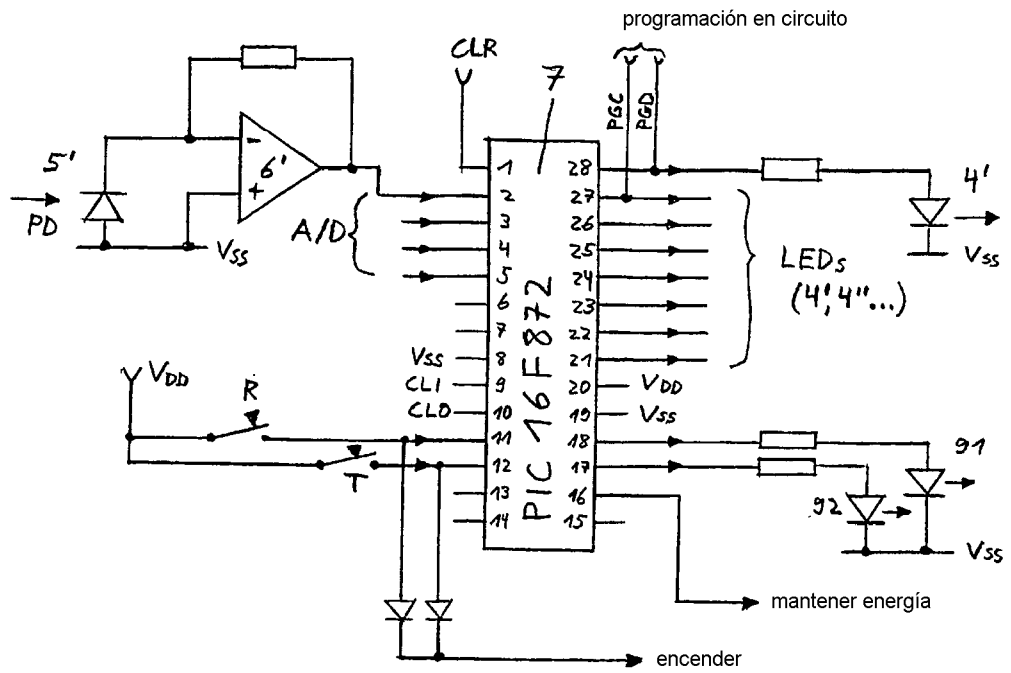 programación en circuito
CLR
7
PGC
PGD
5'
PD
6'
-
+
VSS
A/D
1
2
3
4
5
6
7
8
9
10
11
12
13
14
PIC 16F872
28
27
26
25
24
23
22
21
20
19
18
17
16
15
4'
VSS
LEDs
(4', 4"...)
VSS
CLI
CLO
VDD
R
T
VDD
VSS
91
92
VSS
mantener energía
encender